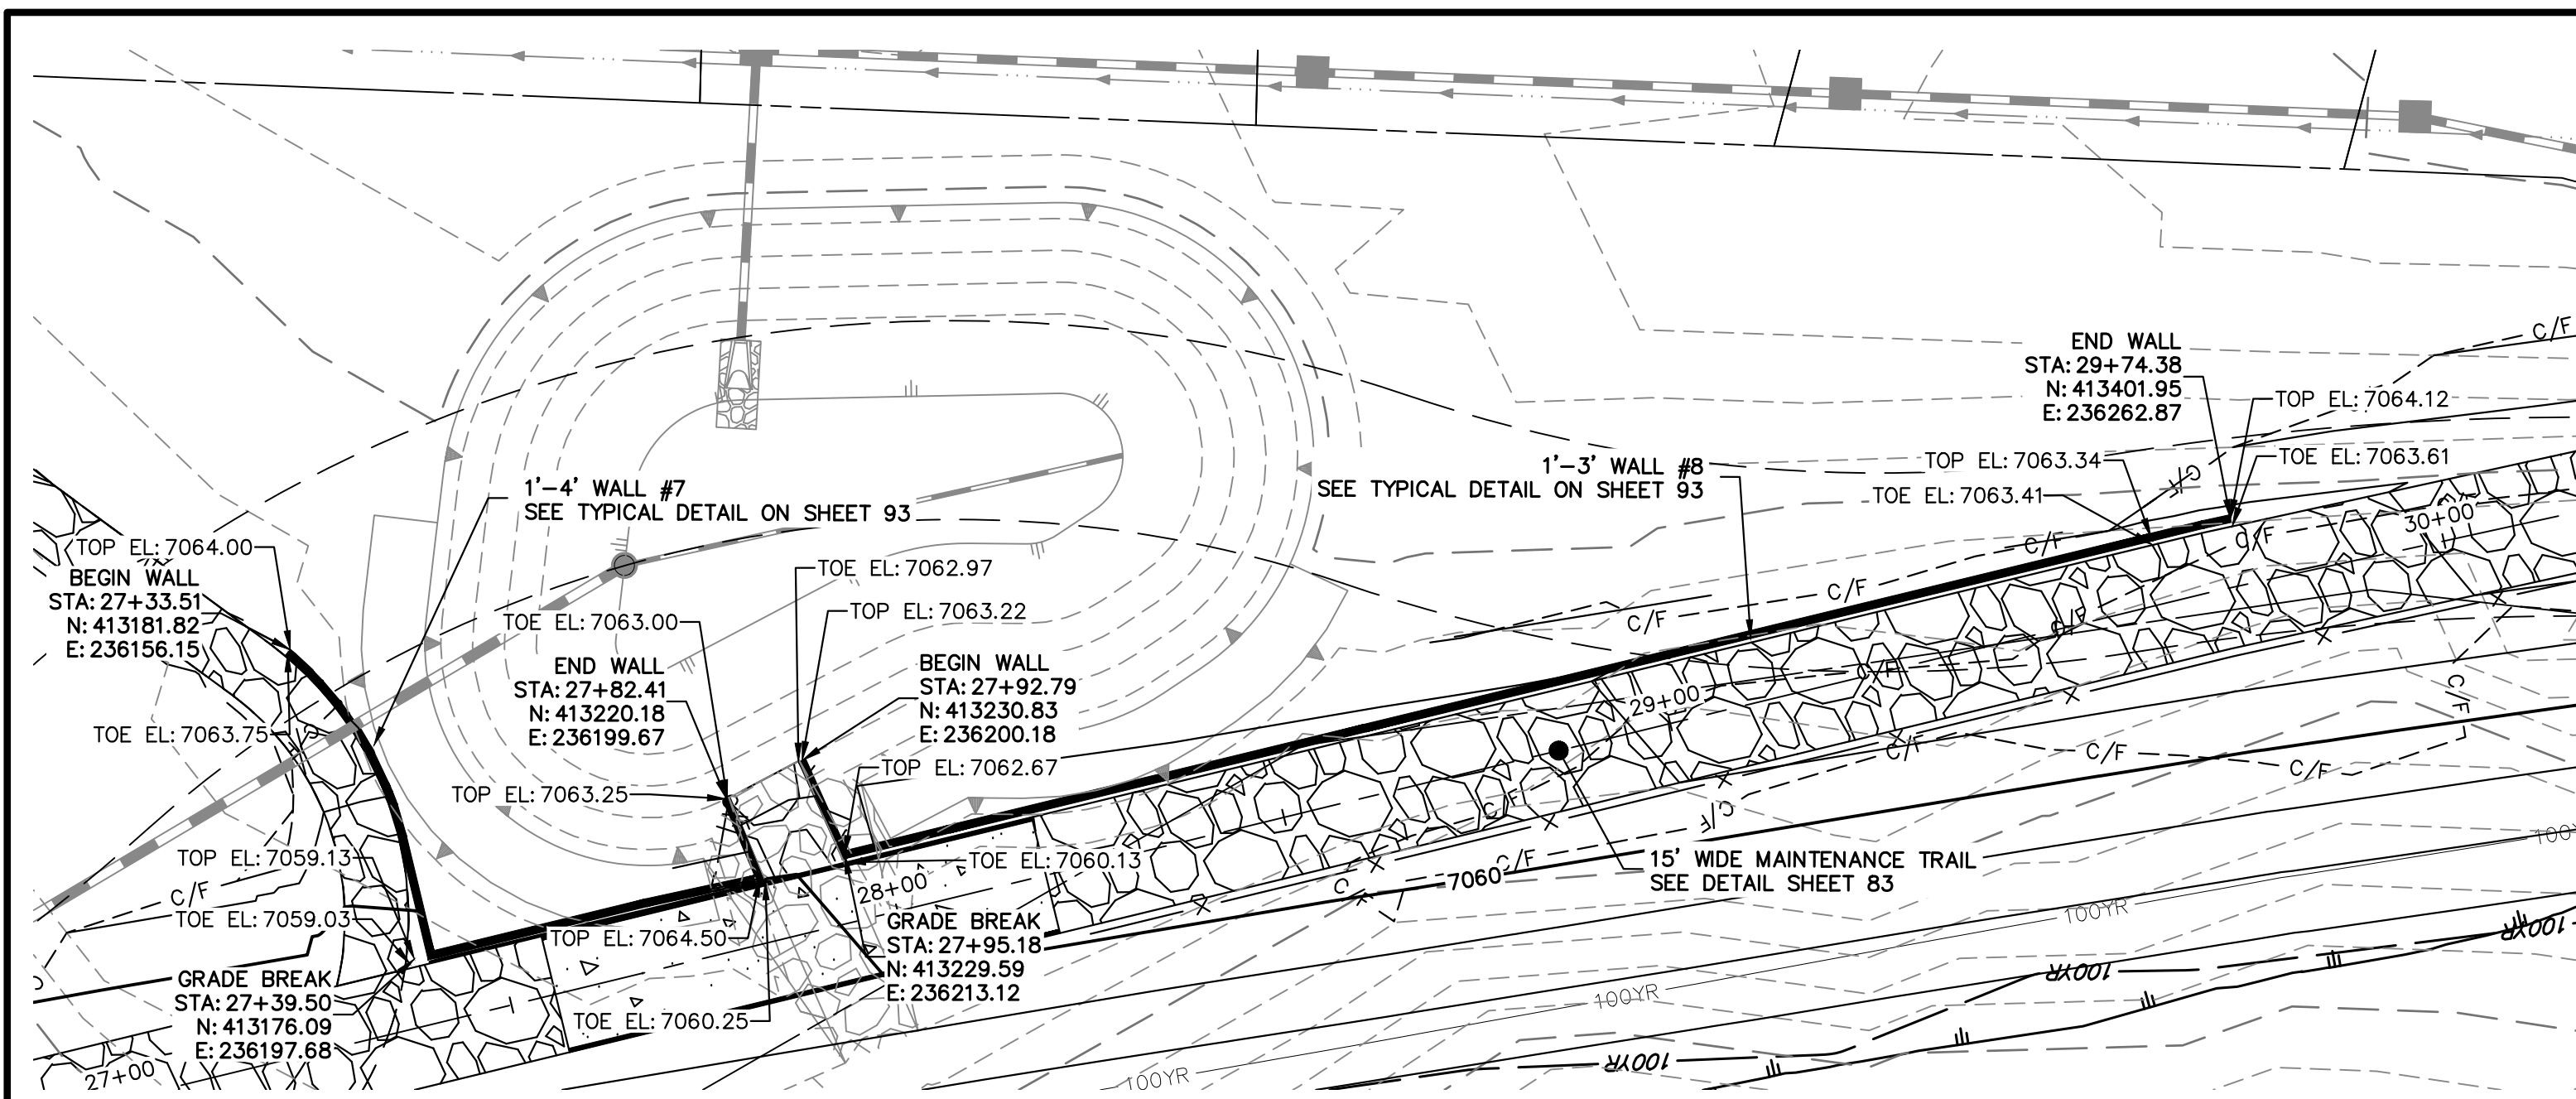 END WALL
STA: 29+74.38
N: 413401.95
E: 236262.87
C/F
TOP EL: 7064.12
TOP EL: 7063.34
TOE EL: 7063.41
TOE EL: 7063.61
C/F
1'-3' WALL #8
SEE TYPICAL DETAIL ON SHEET 93
1'-4' WALL #7
SEE TYPICAL DETAIL ON SHEET 93
30+00
C/F
C/F
C/F
C/F
TOP EL: 7064.00
BEGIN WALL
STA: 27+33.51
N: 413181.82
E: 236156.15
TOE EL: 7063.75
TOE EL: 7062.97
TOP EL: 7063.22
TOE EL: 7063.00
END WALL
STA: 27+82.41
N: 413220.18
E: 236199.67
TOP EL: 7063.25
BEGIN WALL
STA: 27+92.79
N: 413230.83
E: 236200.18
TOP EL: 7062.67
C/F
29+00
C/F
C/F
C/F
C/F
C/F
C/F
C/F
TOP EL: 7059.13
C/F
TOE EL: 7059.03
TOE EL: 7060.13
28+00
7060
C/F
15' WIDE MAINTENANCE TRAIL
SEE DETAIL SHEET 83
GRADE BREAK
STA: 27+95.18
N: 413229.59
E: 236213.12
TOP EL: 7064.50
TOE EL: 7060.25
GRADE BREAK
STA: 27+39.50
N: 413176.09
E: 236197.68
27+00
100YR
100YR
100YR
100YR
100YR
100YR